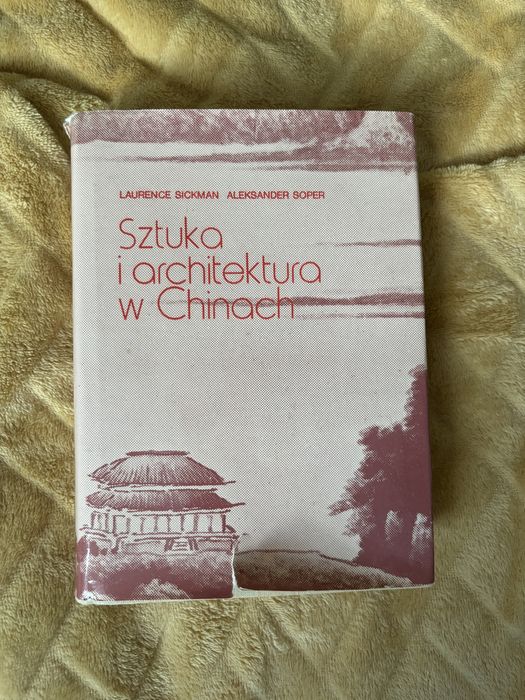 LAURENCE SICKMAN ALEKSANDER SOPER
Sztuka
i architektura
w Chinach